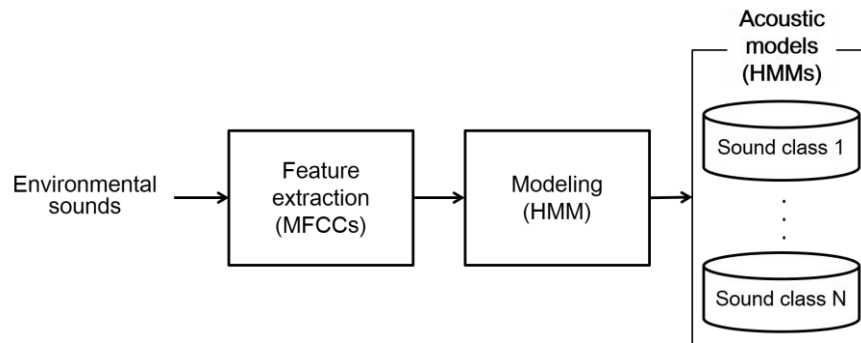 Environmental
sounds
Feature
extraction
(MFCCs)
Modeling
(HMM)
Acoustic
models
(HMMs)
Sound class 1
Sound class N